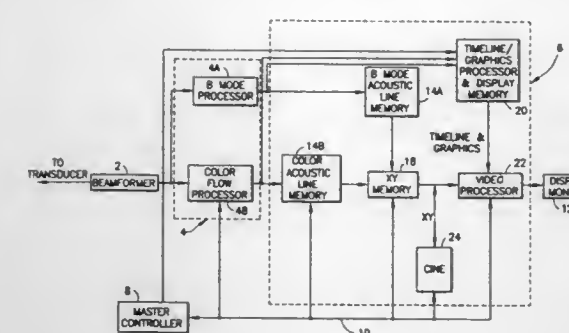 TIMELINE/
GRAPHICS
PROCESSOR
& DISPLAY
MEMORY
20
6
4A
B MODE
PROCESSOR
B MODE
ACOUSTIC
LINE
MEMORY
14A
TIMELINE &
GRAPHICS
TO
TRANSDUCER
2
BEAMFORMER
COLOR
FLOW
PROCESSOR
4B
4
14B
COLOR
ACOUSTIC
LINE
MEMORY
18
XY
MEMORY
22
VIDEO
PROCESSOR
XY
24
CINE
8
MASTER
CONTROLLER
10